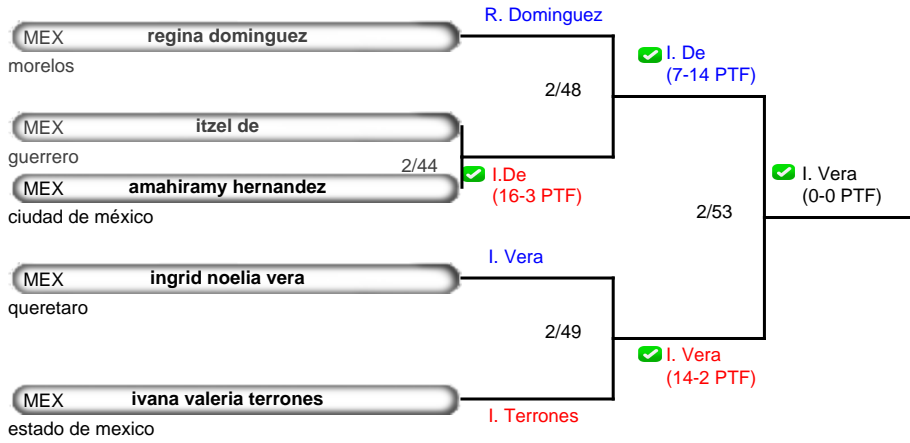 R. Dominguez
MEX regina dominguez
morelos
I. De
(7-14 PTF)
2/48
MEX itzel de
guerrero
2/44
I.De
(16-3 PTF)
MEX amahiramy hernandez
ciudad de méxico
I. Vera
(0-0 PTF)
2/53
I. Vera
MEX ingrid noelia vera
queretaro
2/49
I. Vera
(14-2 PTF)
MEX ivana valeria terrones
I. Terrones
estado de mexico